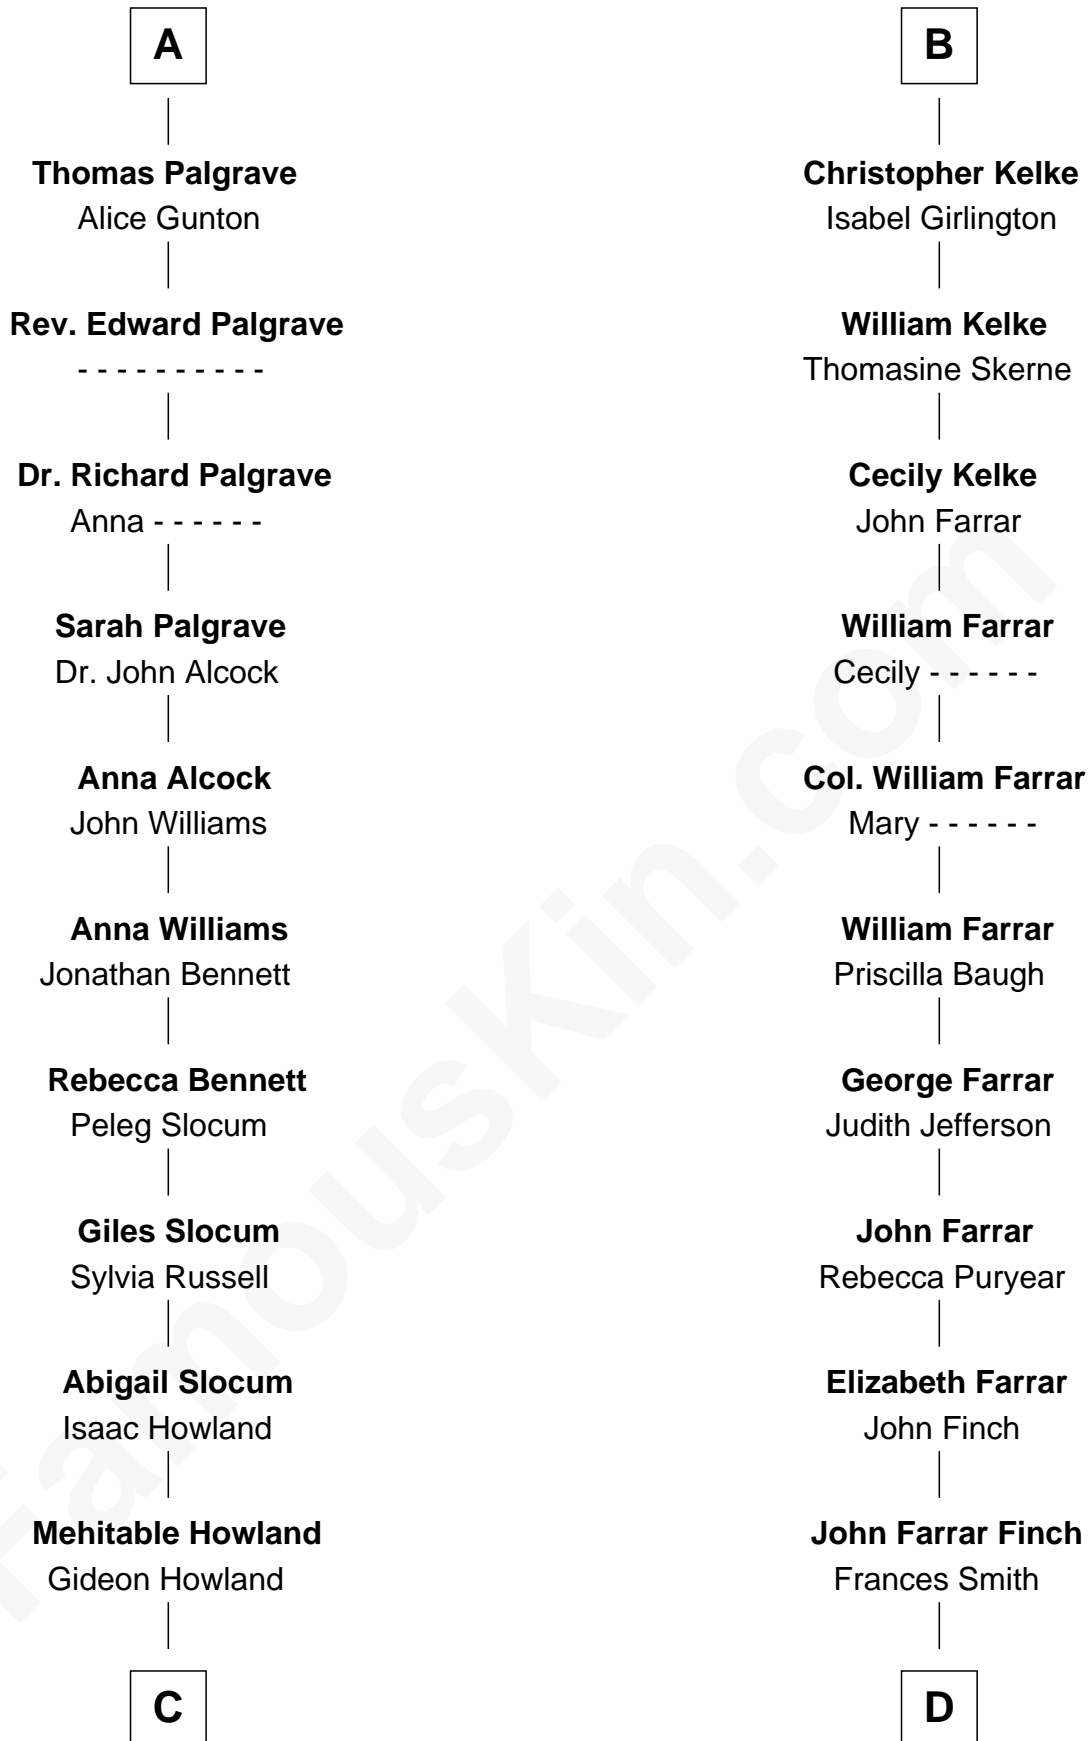 A
Thomas Palgrave
Alice Gunton
Rev. Edward Palgrave
- - - - - - - - - -
Dr. Richard Palgrave
Anna - - - - - -
Sarah Palgrave
Dr. John Alcock
Anna Alcock
John Williams
Anna Williams
Jonathan Bennett
Rebecca Bennett
Peleg Slocum
Giles Slocum
Sylvia Russell
Abigail Slocum
Isaac Howland
Mehitable Howland
Gideon Howland
C
B
Christopher Kelke
Isabel Girlington
William Kelke
Thomasine Skerne
Cecily Kelke
John Farrar
William Farrar
Cecily - - - - - -
Col. William Farrar
Mary - - - - - -
William Farrar
Priscilla Baugh
George Farrar
Judith Jefferson
John Farrar
Rebecca Puryear
Elizabeth Farrar
John Finch
John Farrar Finch
Frances Smith
D
FamousKin.com